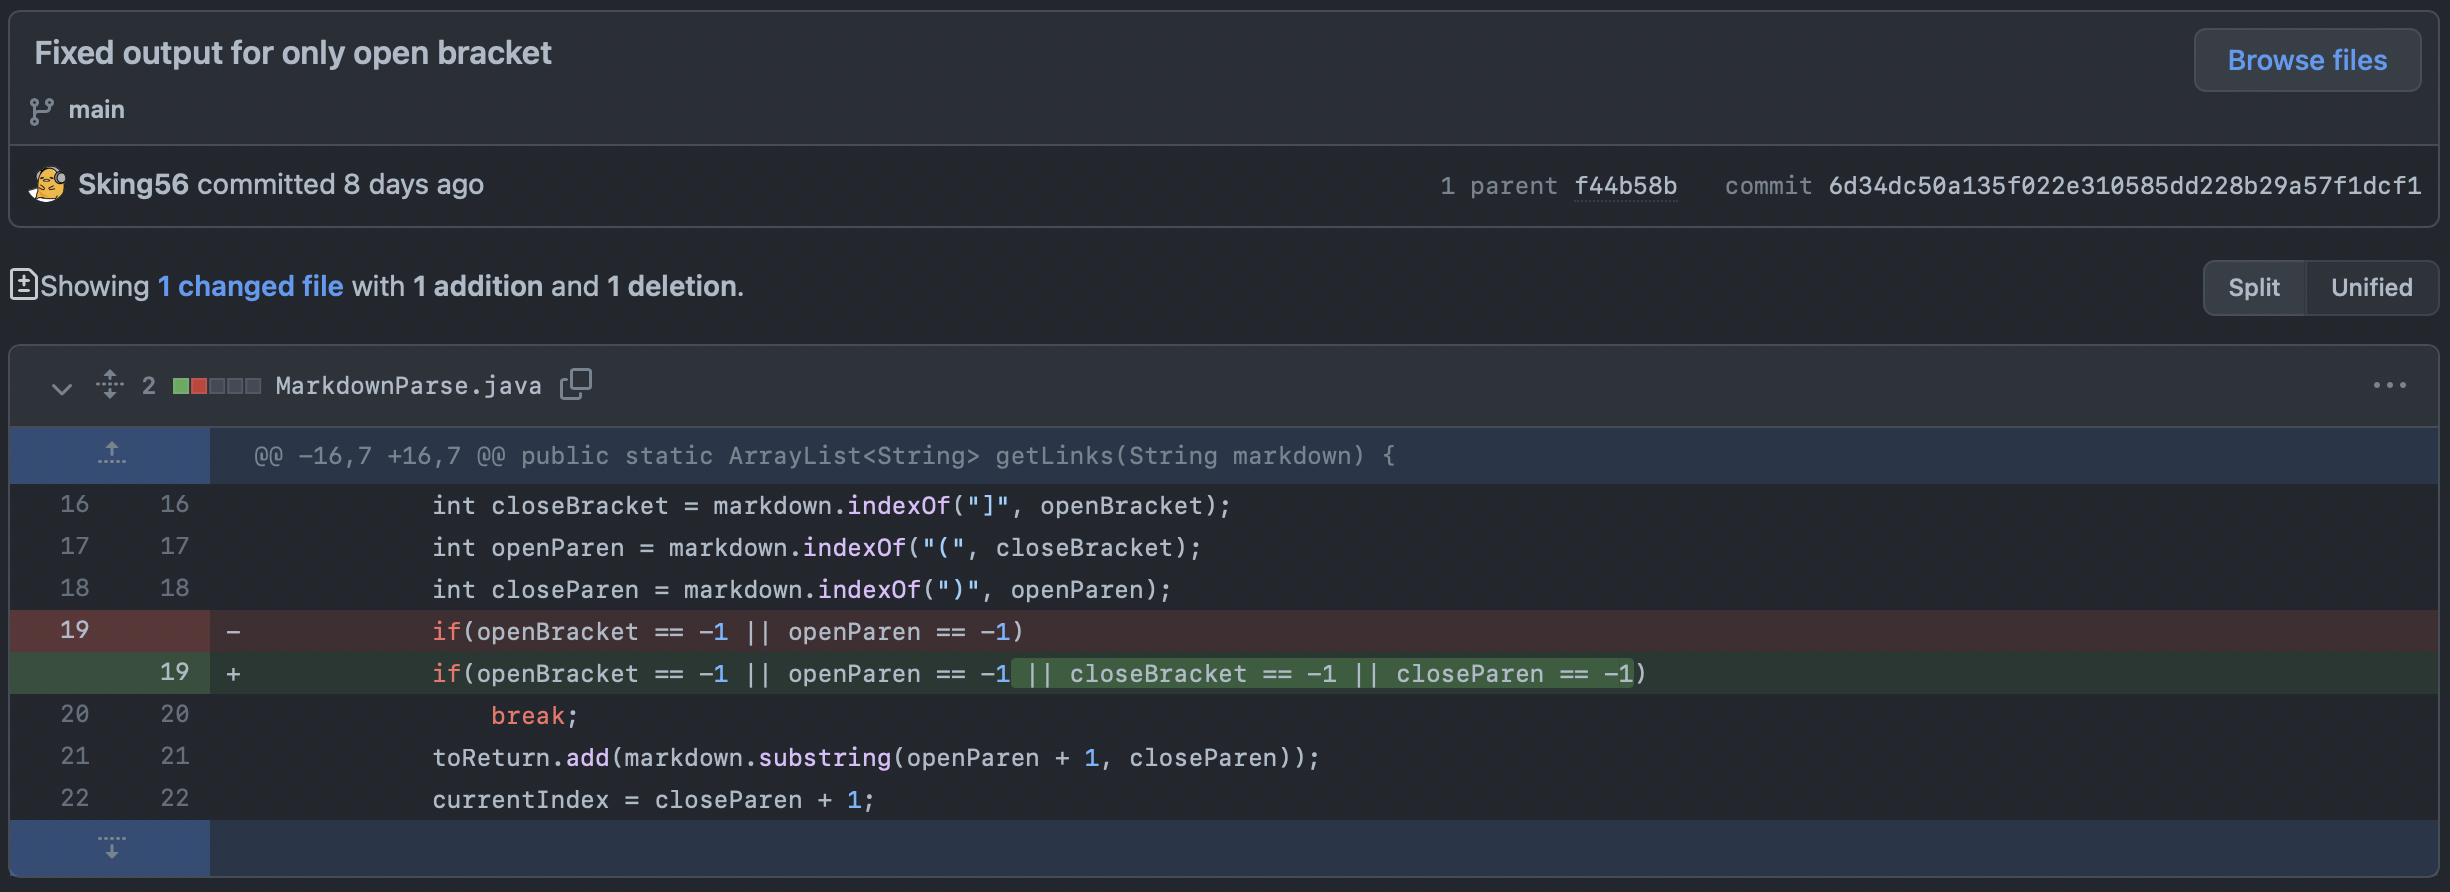 Fixed output for only open bracket
Browse files
main
Sking56 committed 8 days ago
1 parent f44b58b commit 6d34dc50a135f022e310585dd228b29a57f1dcf1
Showing 1 changed file with 1 addition and 1 deletion.
Split Unified
2 MarkdownParse.java
@@ -16,7 +16,7 @@ public static ArrayList<String> getLinks(String markdown) {
16 16 int closeBracket = markdown.indexOf("]", openBracket);
17 17 int openParen = markdown.indexOf("(", closeBracket);
18 18 int closeParen = markdown.indexOf(")", openParen);
19 - if(openBracket == -1 || openParen == -1)
19 + if(openBracket == -1 || openParen == -1 || closeBracket == -1 || closeParen == -1)
20 20 break;
21 21 toReturn.add(markdown.substring(openParen + 1, closeParen));
22 22 currentIndex = closeParen + 1;